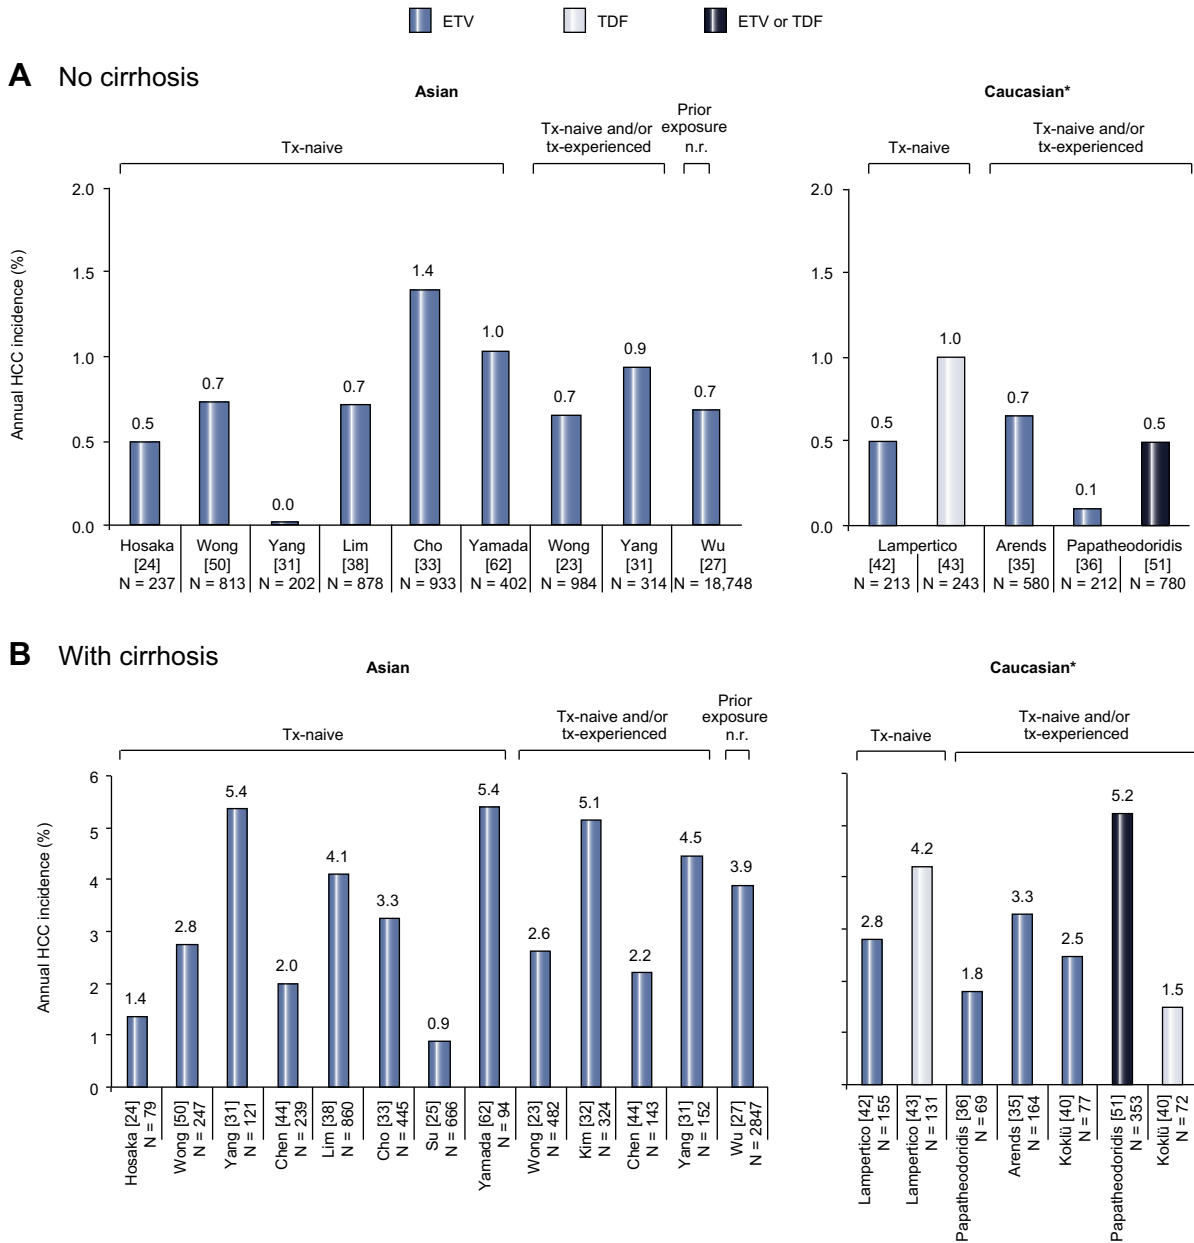 ETV TDF ETV or TDF
A No cirrhosis
Asian
Caucasian*
Tx-naive
Tx-naive and/or
tx-experienced
Prior
exposure
n.r.
Tx-naive
Tx-naive and/or
tx-experienced
Annual HCC incidence (%)
2.0
1.5
1.0
0.5
0.0
0.5
0.7
0.0
0.7
1.4
1.0
0.7
0.9
0.7
Hosaka
[24]
N = 237
Wong
[50]
N = 813
Yang
[31]
N = 202
Lim
[38]
N = 878
Cho
[33]
N = 933
Yamada
[62]
N = 402
Wong
[23]
N = 984
Yang
[31]
N = 314
Wu
[27]
N = 18,748
2.0
1.5
1.0
0.5
0.0
0.5
1.0
0.7
0.1
0.5
Lampertico
[42]
N = 213
[43]
N = 243
Arends
[35]
N = 580
Papatheodoridis
[36]
N = 212
[51]
N = 780
B With cirrhosis
Asian
Caucasian*
Tx-naive
Tx-naive and/or
tx-experienced
Prior
exposure
n.r.
Tx-naive
Tx-naive and/or
tx-experienced
Annual HCC incidence (%)
6
5
4
3
2
1
0
1.4
2.8
5.4
2.0
4.1
3.3
0.9
5.4
2.6
5.1
2.2
4.5
3.9
Hosaka [24]
N = 79
Wong [50]
N = 247
Yang [31]
N = 121
Chen [44]
N = 239
Lim [38]
N = 860
Cho [33]
N = 445
Su [25]
N = 666
Yamada [62]
N = 94
Wong [23]
N = 482
Kim [32]
N = 324
Chen [44]
N = 143
Yang [31]
N = 152
Wu [27]
N = 2847
2.8
4.2
1.8
3.3
2.5
5.2
1.5
Lampertico [42]
N = 155
Lampertico [43]
N = 131
Papatheodoridis [36]
N = 69
Arends [35]
N = 164
Koklü [40]
N = 77
Papatheodoridis [51]
N = 353
Koklü [40]
N = 72